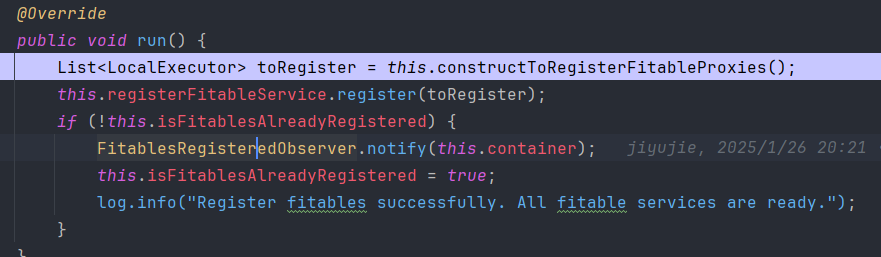 @Override
public void run() {
List<LocalExecutor> toRegister = this.constructToRegisterFitableProxies();
this.registerFitableService.register(toRegister);
if (!this.isFitablesAlreadyRegistered) {
FitablesRegisteredObserver.notify(this.container); jiyujie, 2025/1/26 20:21
this.isFitablesAlreadyRegistered = true;
log.info("Register fitables successfully. All fitable services are ready.");
}
}